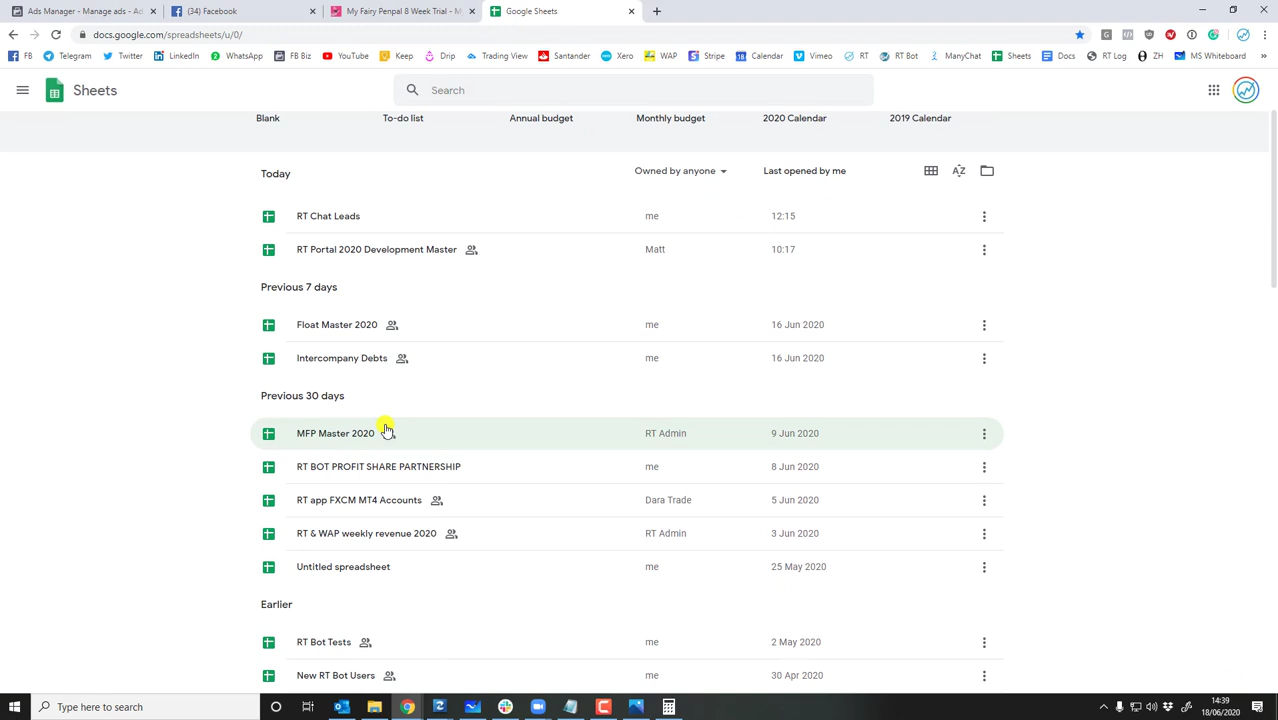 Ads Manager - Manage ads - Ad
(34) Facebook
My Fairy Penpal 8 Week Trial - M
Google Sheets
docs.google.com/spreadsheets/u/0/
FB
Telegram
Twitter
LinkedIn
WhatsApp
FB Biz
YouTube
Keep
Drip
Trading View
Santander
Xero
WAP
Stripe
Calendar
Vimeo
RT
RT Bot
ManyChat
Sheets
Docs
RT Log
ZH
MS Whiteboard
Sheets
Search
Blank
To-do list
Annual budget
Monthly budget
2020 Calendar
2019 Calendar
Today
Owned by anyone
Last opened by me
RT Chat Leads me 12:15
RT Portal 2020 Development Master Matt 10:17
Previous 7 days
Float Master 2020 me 16 Jun 2020
Intercompany Debts me 16 Jun 2020
Previous 30 days
MFP Master 2020 RT Admin 9 Jun 2020
RT BOT PROFIT SHARE PARTNERSHIP me 8 Jun 2020
RT app FXCM MT4 Accounts Dara Trade 5 Jun 2020
RT & WAP weekly revenue 2020 RT Admin 3 Jun 2020
Untitled spreadsheet me 25 May 2020
Earlier
RT Bot Tests me 2 May 2020
New RT Bot Users me 30 Apr 2020
Type here to search
14:39
18/06/2020